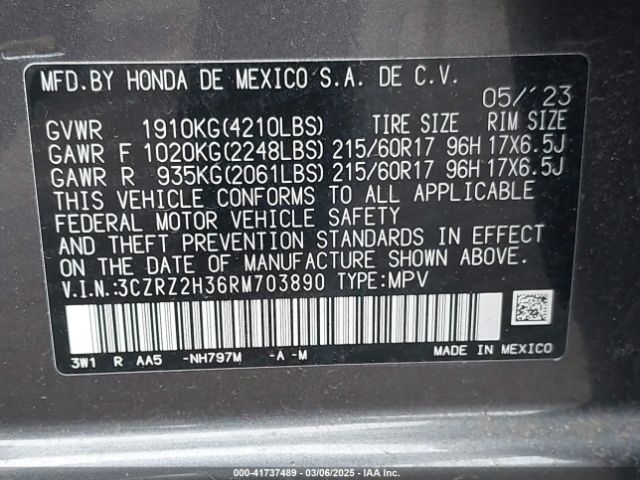 MFD.BY HONDA DE MEXICO S.A. DE C.V.
05/'23
GVWR 1910KG(4210LBS) TIRE SIZE RIM SIZE
GAWR F 1020KG(2248LBS) 215/60R17 96H 17X6.5J
GAWR R 935KG(2061LBS) 215/60R17 96H 17X6.5J
THIS VEHICLE CONFORMS TO ALL APPLICABLE
FEDERAL MOTOR VEHICLE SAFETY
AND THEFT PREVENTION STANDARDS IN EFFECT
ON THE DATE OF MANUFACTURE SHOWN ABOVE.
V.I.N.:3CZRZ2H36RM703890 TYPE:MPV
3W1 R AA5 -NH797M -A -M MADE IN MEXICO
000-41737489 - 03/06/2025 - IAA Inc.